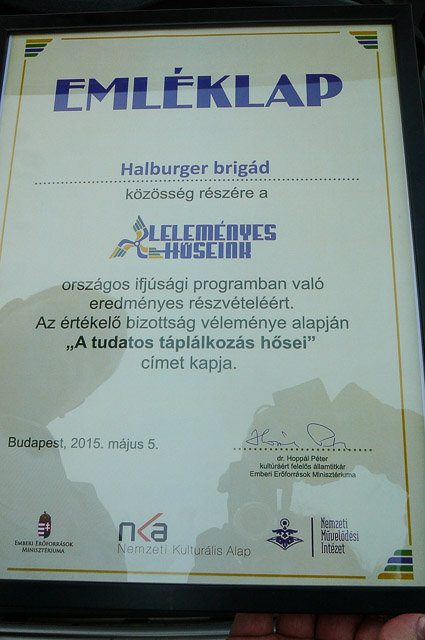 EMLÉKLAP
Halburger brigád
közösség részére a
LELEMÉNYES
HŐSEINK
országos ifjúsági programban való
eredményes részvételéért.
Az értékelő bizottság véleménye alapján
„A tudatos táplálkozás hősei”
címet kapja.
Budapest, 2015. május 5.
dr. Hoppál Péter
kultúráért felelős államtitkár
Emberi Erőforrások Minisztériuma
EMBERI ERŐFORRÁSOK
MINISZTÉRIUMA
nka
Nemzeti Kulturális Alap
Nemzeti
Művelődési
Intézet